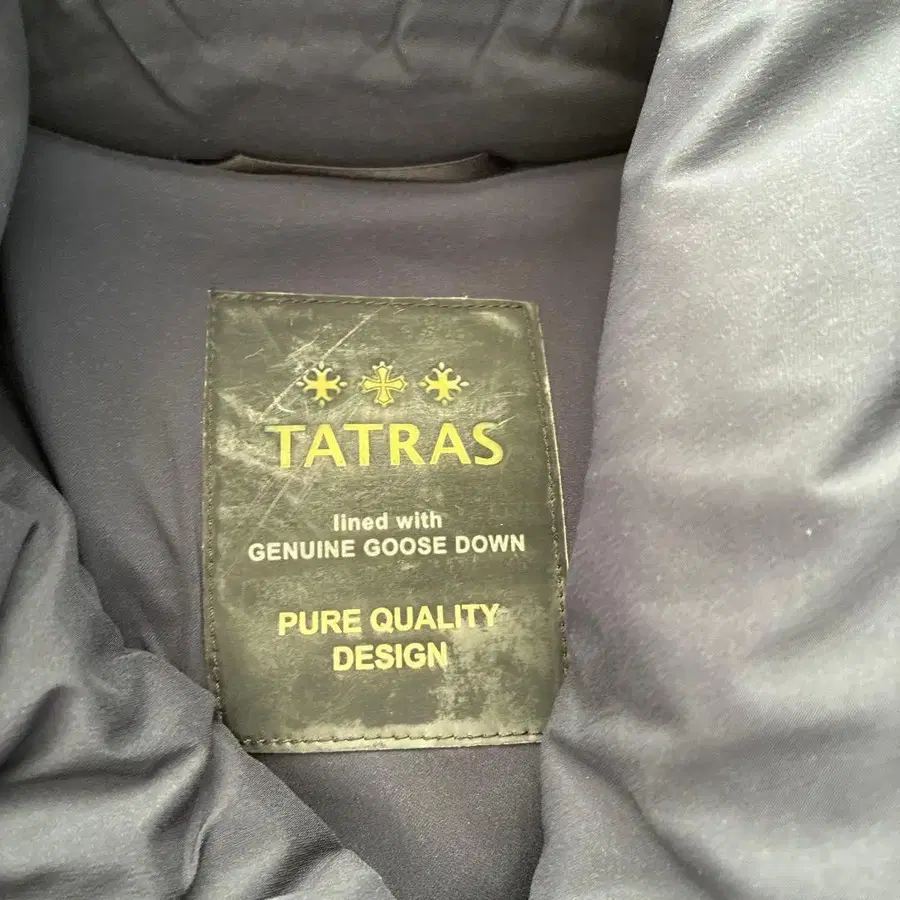 TATRAS
lined with
GENUINE GOOSE DOWN
PURE QUALITY
DESIGN